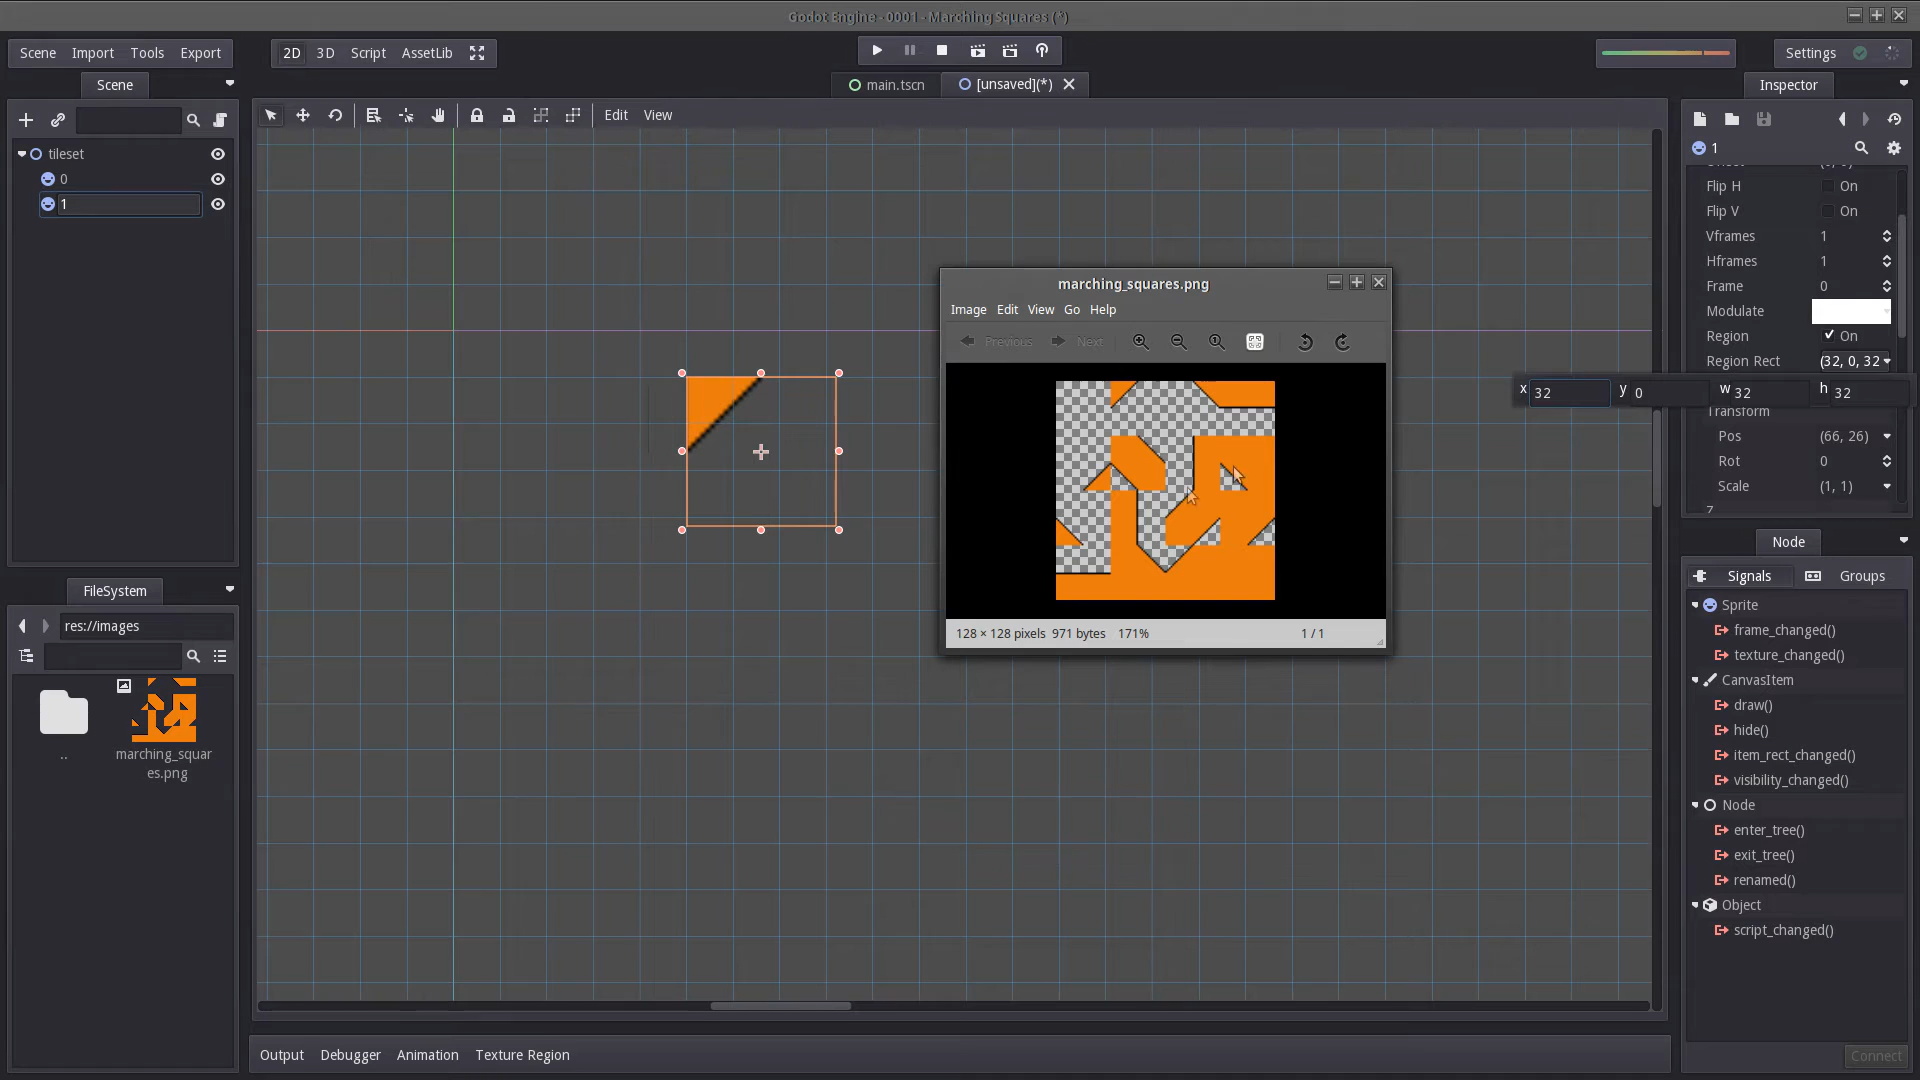 Godot Engine - 0001 - Marching Squares (*)
Scene Import Tools Export
2D 3D Script AssetLib
Settings
Scene
main.tscn
[unsaved](*)
Inspector
Edit View
tileset
0
1
1
Flip H On
Flip V On
Vframes 1
Hframes 1
Frame 0
Modulate
Region On
Region Rect (32, 0, 32
x 32 y 0 w 32 h 32
Transform
Pos (66, 26)
Rot 0
Scale (1, 1)
Z
marching_squares.png
Image Edit View Go Help
Previous Next
128 × 128 pixels 971 bytes 171% 1 / 1
Node
Signals Groups
Sprite
frame_changed()
texture_changed()
CanvasItem
draw()
hide()
item_rect_changed()
visibility_changed()
Node
enter_tree()
exit_tree()
renamed()
Object
script_changed()
Connect
FileSystem
res://images
..
marching_squar
es.png
Output Debugger Animation Texture Region